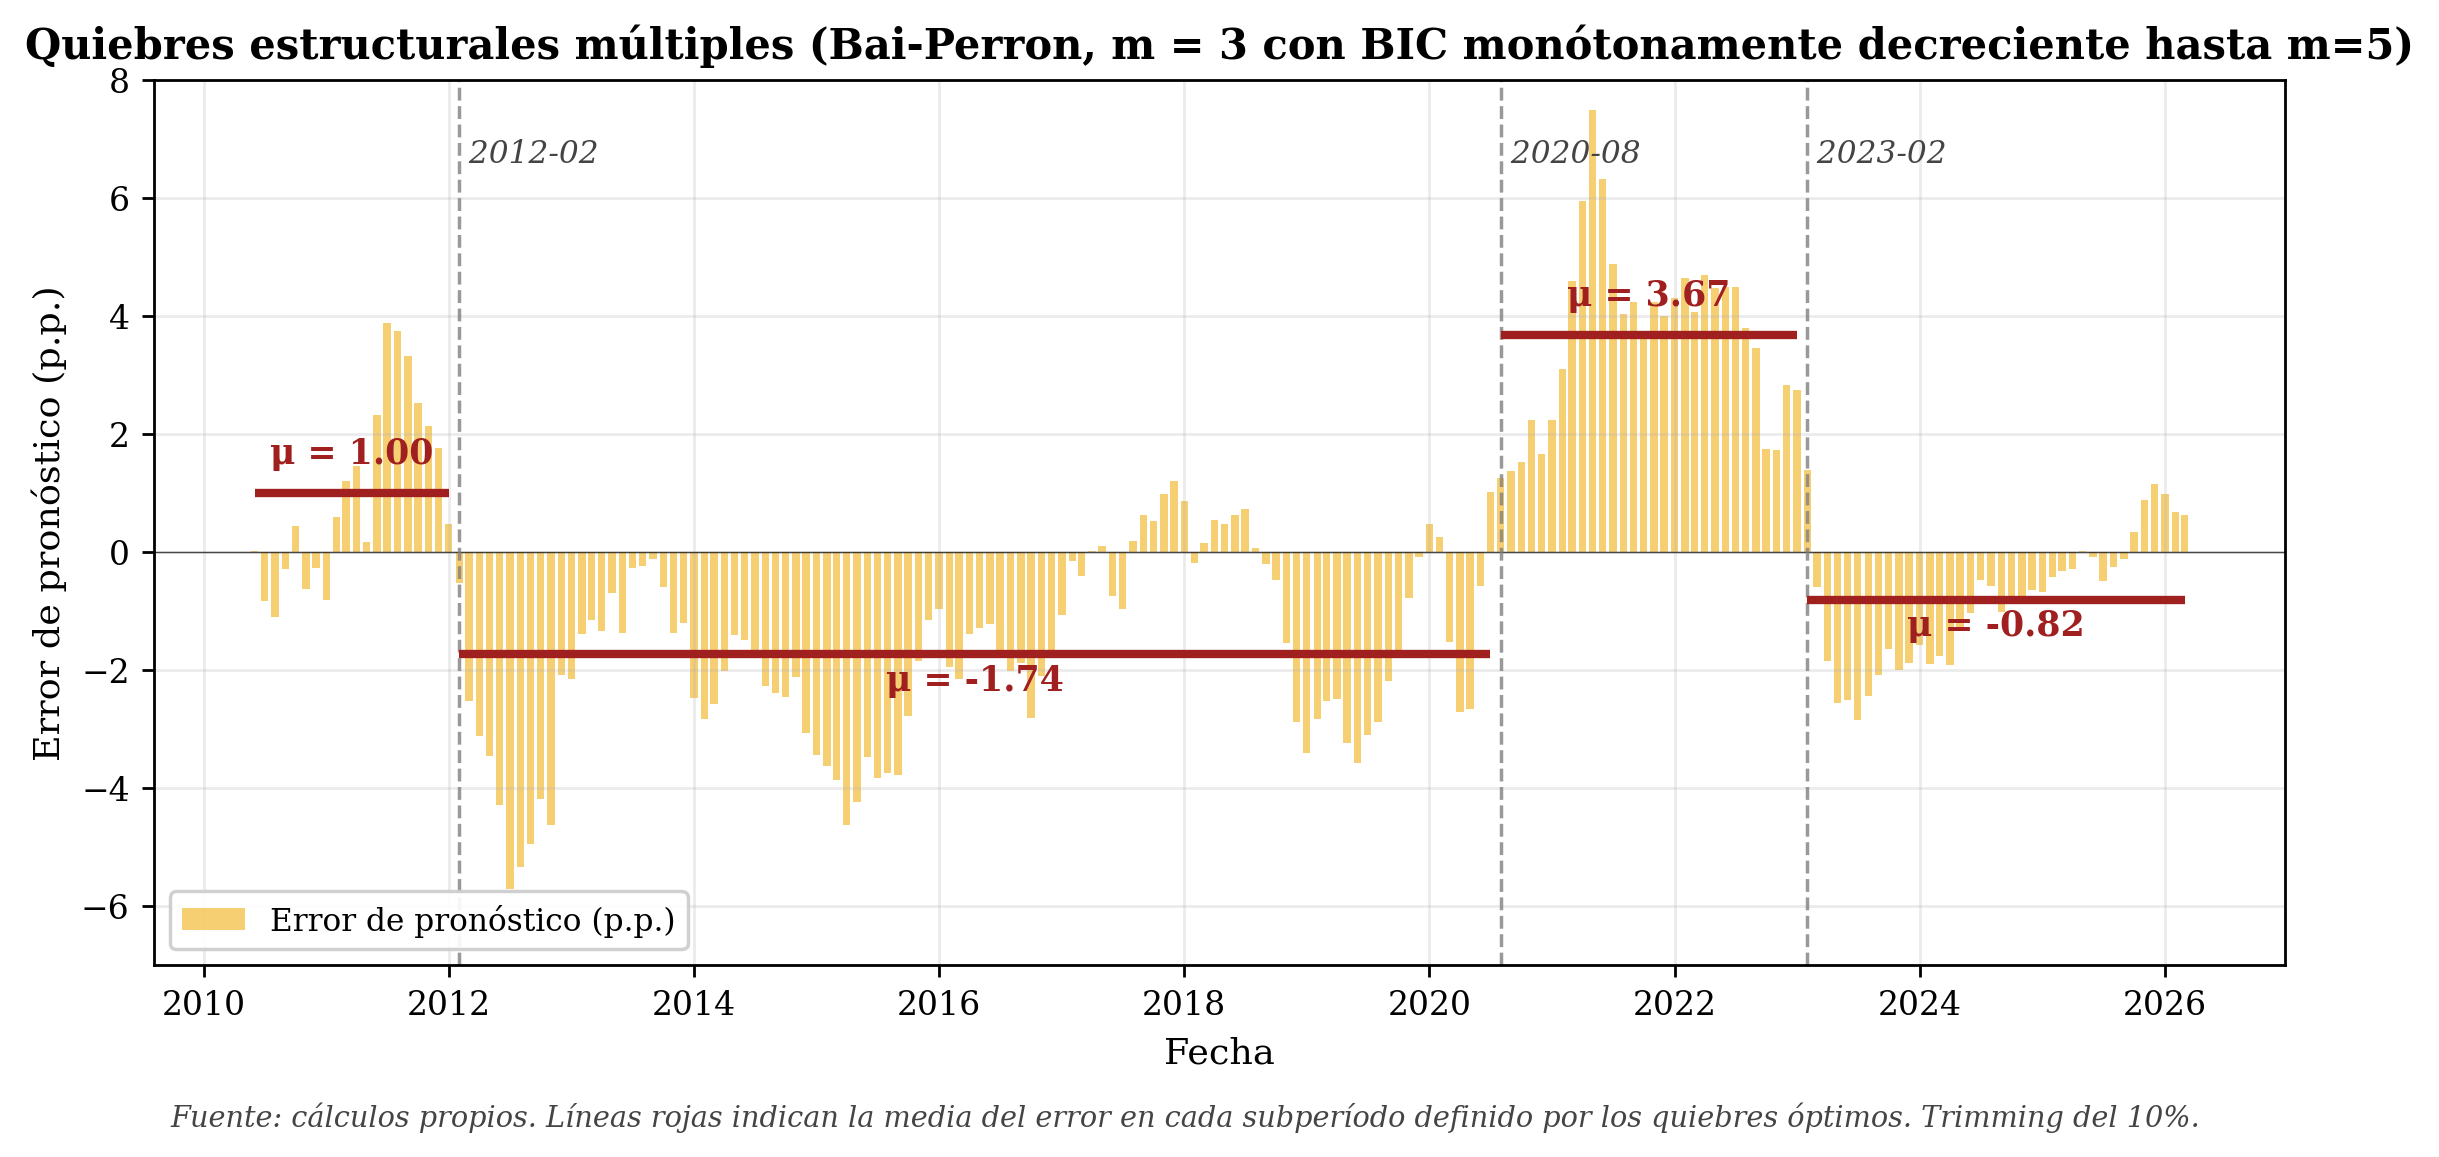 Quiebres estructurales múltiples (Bai-Perron, m = 3 con BIC monótonamente decreciente hasta m=5)
Error de pronóstico (p.p.)
8
6
4
2
0
−2
−4
−6
2012-02
2020-08
2023-02
μ = 1.00
μ = -1.74
μ = 3.67
μ = -0.82
Error de pronóstico (p.p.)
2010
2012
2014
2016
2018
2020
2022
2024
2026
Fecha
Fuente: cálculos propios. Líneas rojas indican la media del error en cada subperíodo definido por los quiebres óptimos. Trimming del 10%.